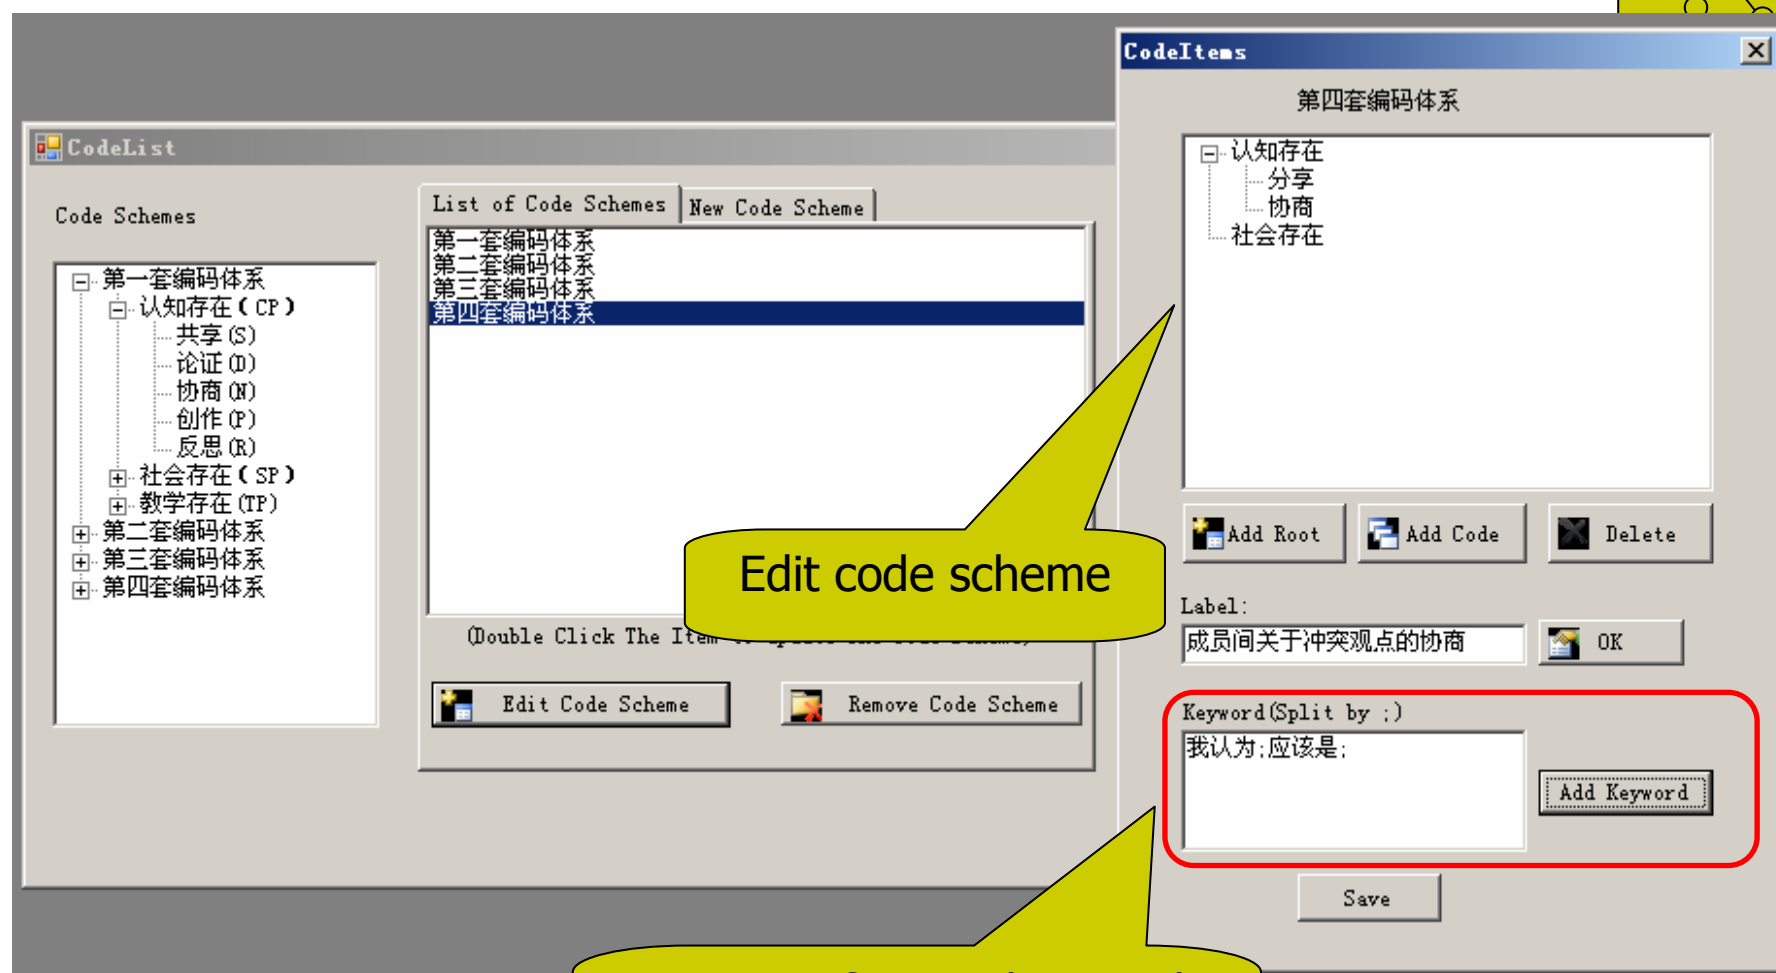 CodeList
Code Schemes
第一套编码体系
认知存在(CP)
共享(S)
论证(D)
协商(N)
创作(P)
反思(R)
社会存在(SP)
教学存在(TP)
第二套编码体系
第三套编码体系
第四套编码体系
List of Code Schemes
New Code Scheme
第一套编码体系
第二套编码体系
第三套编码体系
第四套编码体系
(Double Click The Item
Edit Code Scheme
Remove Code Scheme
Edit code scheme
CodeItems
第四套编码体系
认知存在
分享
协商
社会存在
Add Root
Add Code
Delete
Label:
成员间关于冲突观点的协商
OK
Keyword(Split by ;)
我认为;应该是;
Add Keyword
Save